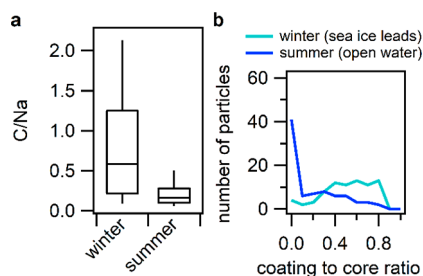 a
2.0
1.5
1.0
0.5
0.0
C/Na
winter
summer
b
winter (sea ice leads)
summer (open water)
60
40
20
0
number of particles
0.0
0.4
0.8
coating to core ratio